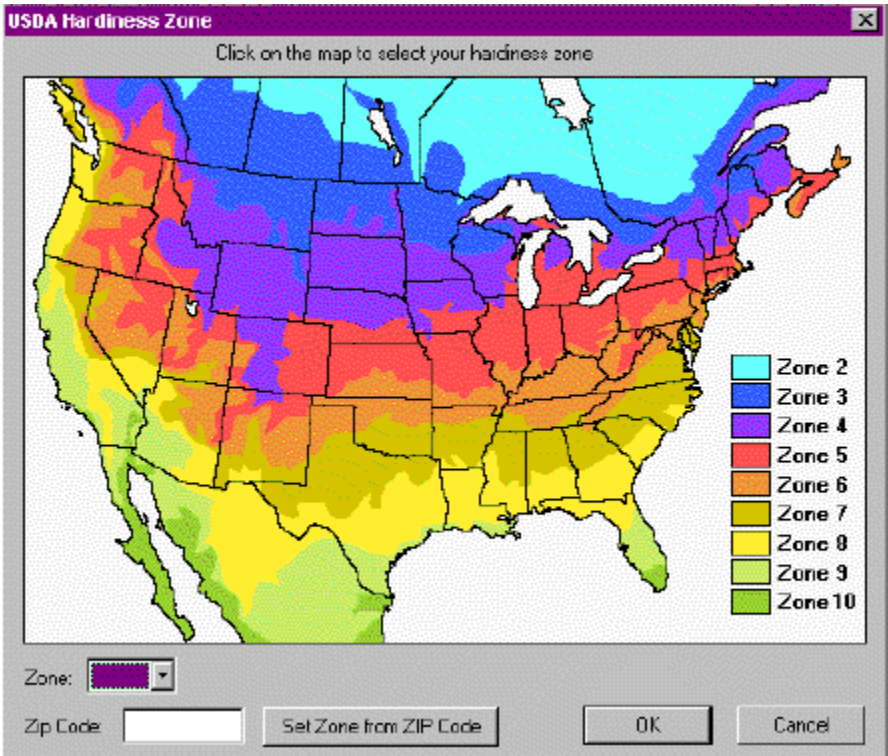 USDA Hardiness Zone
Click on the map to select your hardiness zone
Zone 2
Zone 3
Zone 4
Zone 5
Zone 6
Zone 7
Zone 8
Zone 9
Zone 10
Zone:
Zip Code:
Set Zone from ZIP Code
OK
Cancel